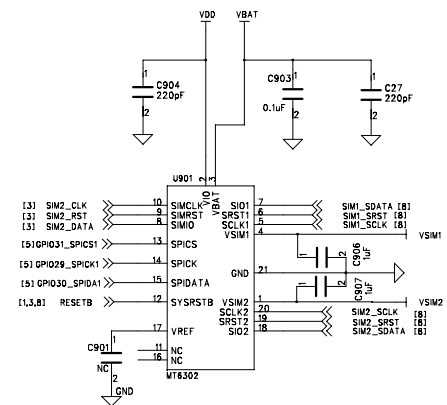 VDD VBAT
1 C904 220pF 2
C903 1 0.1uF 2
1 C27 220pF 2
U901
2 3
VIO VBAT
[3] SIM2_CLK 10 SIMCLK SIO1 7 SIM1_SDATA [8]
[3] SIM2_RST 9 SIMRST SRST1 6 SIM1_SRST [8]
[3] SIM2_DATA 8 SIMIO SCLK1 5 SIM1_SCLK [8]
VSIM1 4 VSIM1
[5] GPIO31_SPICS1 13 SPICS
1 2 C906 1uF
[5] GPIO29_SPICK1 14 SPICK GND 21
[5] GPIO30_SPIDA1 15 SPIDATA
1 2 C907 1uF
[1,3,8] RESETB 12 SYSRSTB VSIM2 1 VSIM2
SCLK2 20 SIM2_SCLK [8]
17 VREF SRST2 19 SIM2_SRST [8]
SIO2 18 SIM2_SDATA [8]
C901 1 NC 2
11 NC
16 NC
MT6302
GND